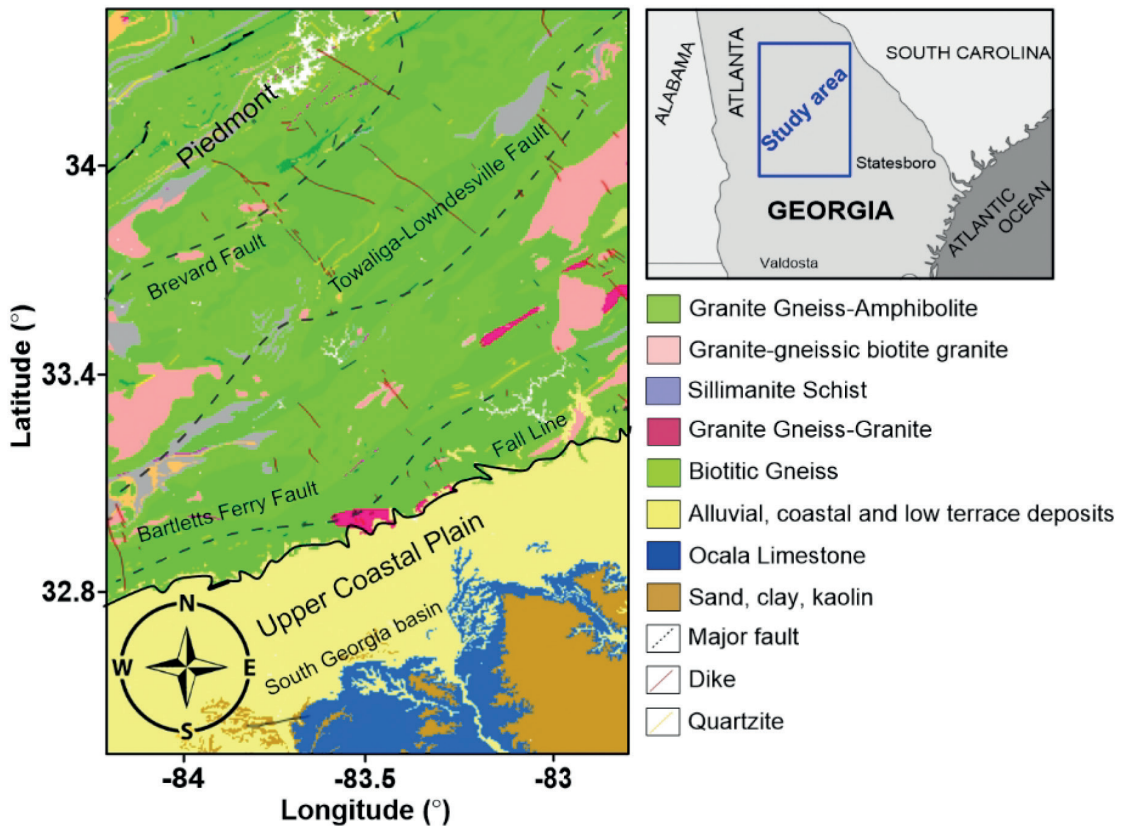 Piedmont
Brevard Fault
Towaliga-Lowndesville Fault
Fall Line
Bartletts Ferry Fault
Upper Coastal Plain
South Georgia basin
N
W
E
S
34
33.4
32.8
Latitude (°)
-84
-83.5
-83
Longitude (°)
ALABAMA
ATLANTA
SOUTH CAROLINA
Study area
Statesboro
GEORGIA
ATLANTIC
OCEAN
Valdosta
Granite Gneiss-Amphibolite
Granite-gneissic biotite granite
Sillimanite Schist
Granite Gneiss-Granite
Biotitic Gneiss
Alluvial, coastal and low terrace deposits
Ocala Limestone
Sand, clay, kaolin
Major fault
Dike
Quartzite